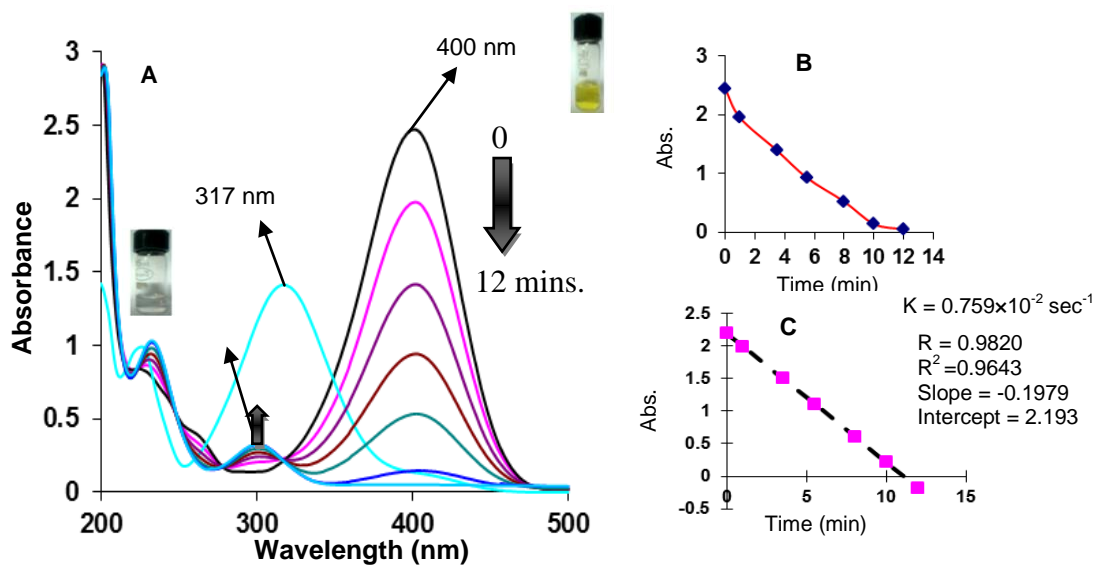 A
400 nm
317 nm
0
12 mins.
3
2.5
2
1.5
1
0.5
0
200 300 400 500
Absorbance
Wavelength (nm)
B
3
2
1
0
0 2 4 6 8 10 12 14
Abs.
Time (min)
C
K = 0.759×10⁻² sec⁻¹
R = 0.9820
R² =0.9643
Slope = -0.1979
Intercept = 2.193
2.5
2
1.5
1
0.5
0
-0.5
0 5 10 15
Abs.
Time (min)